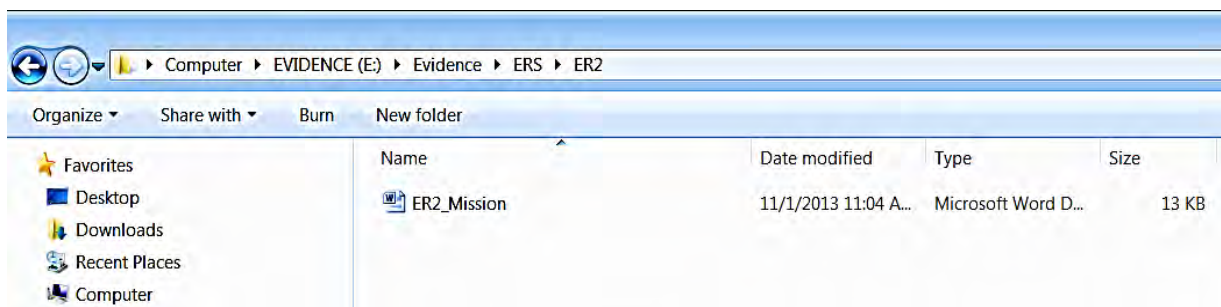 Computer ▸ EVIDENCE (E:) ▸ Evidence ▸ ERS ▸ ER2
Organize ▾ Share with ▾ Burn New folder
Favorites
Desktop
Downloads
Recent Places
Computer
Name Date modified Type Size
ER2_Mission 11/1/2013 11:04 A... Microsoft Word D... 13 KB